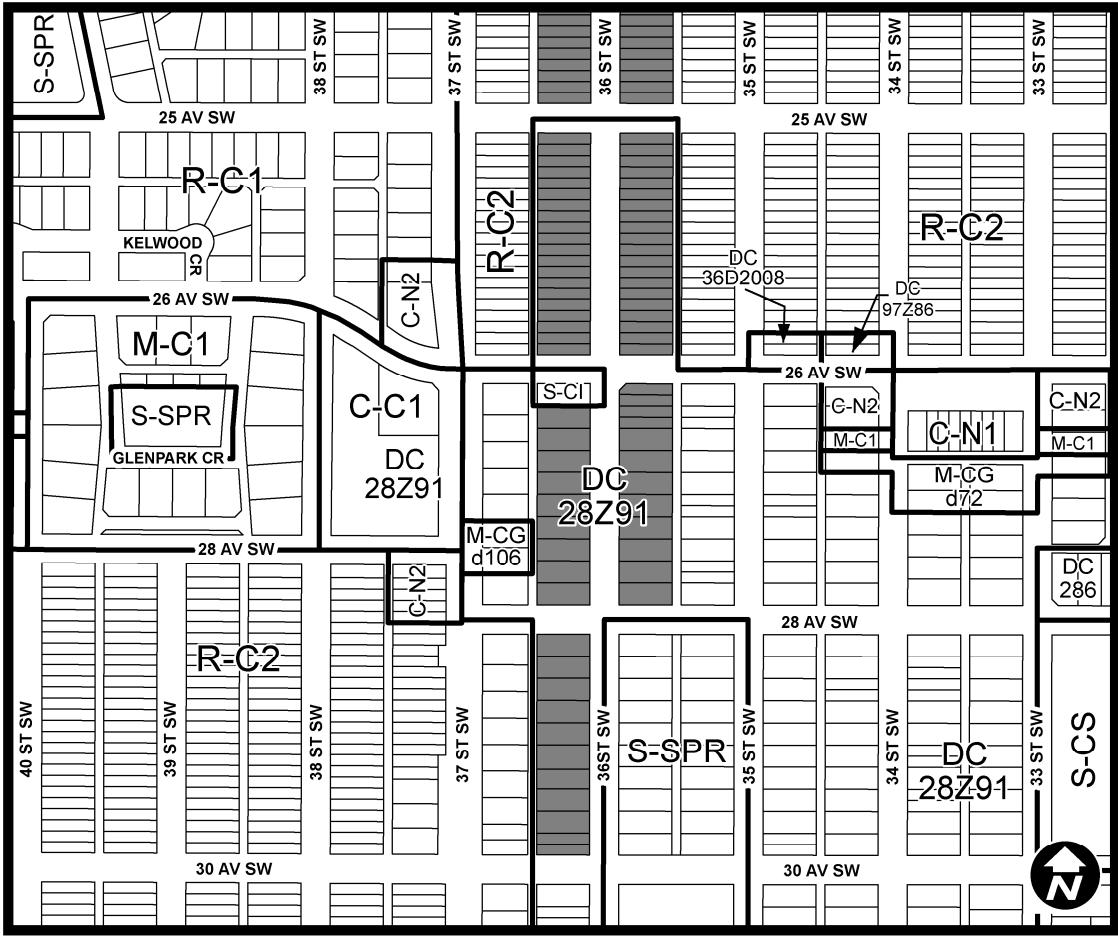 S-SPR
38 ST SW
37 ST SW
36 ST SW
35 ST SW
34 ST SW
33 ST SW
25 AV SW
25 AV SW
R-C1
R-C2
R-C2
KELWOOD
CR
DC
36D2008
DC
97Z86
C-N2
26 AV SW
M-C1
S-SPR
GLENPARK CR
C-C1
DC
28Z91
26 AV SW
S-CI
C-N2
M-C1
C-N1
C-N2
M-C1
M-CG
d72
DC
28Z91
M-CG
d106
28 AV SW
C-N2
DC
286
28 AV SW
R-C2
40 ST SW
39 ST SW
38 ST SW
37 ST SW
36ST SW
S-SPR
35 ST SW
34 ST SW
DC
28Z91
33 ST SW
S-CS
30 AV SW
30 AV SW
N